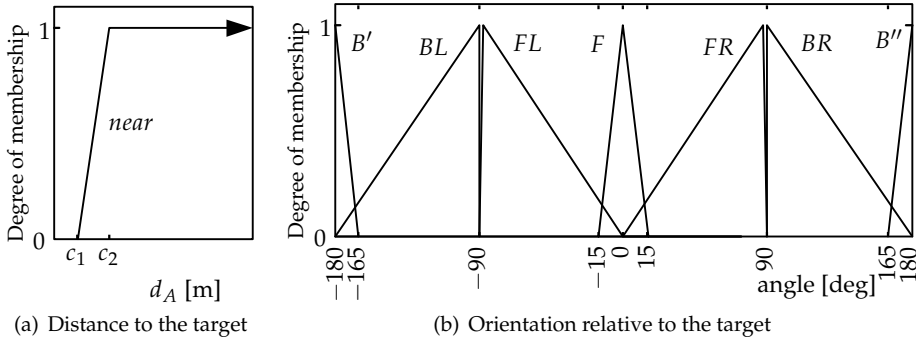 Degree of membership
1
0
near
c1 c2
d_A [m]
(a) Distance to the target
Degree of membership
1
0
B′ BL FL F FR BR B″
−180 −165 −90 −15 0 15 90 165 180
angle [deg]
(b) Orientation relative to the target